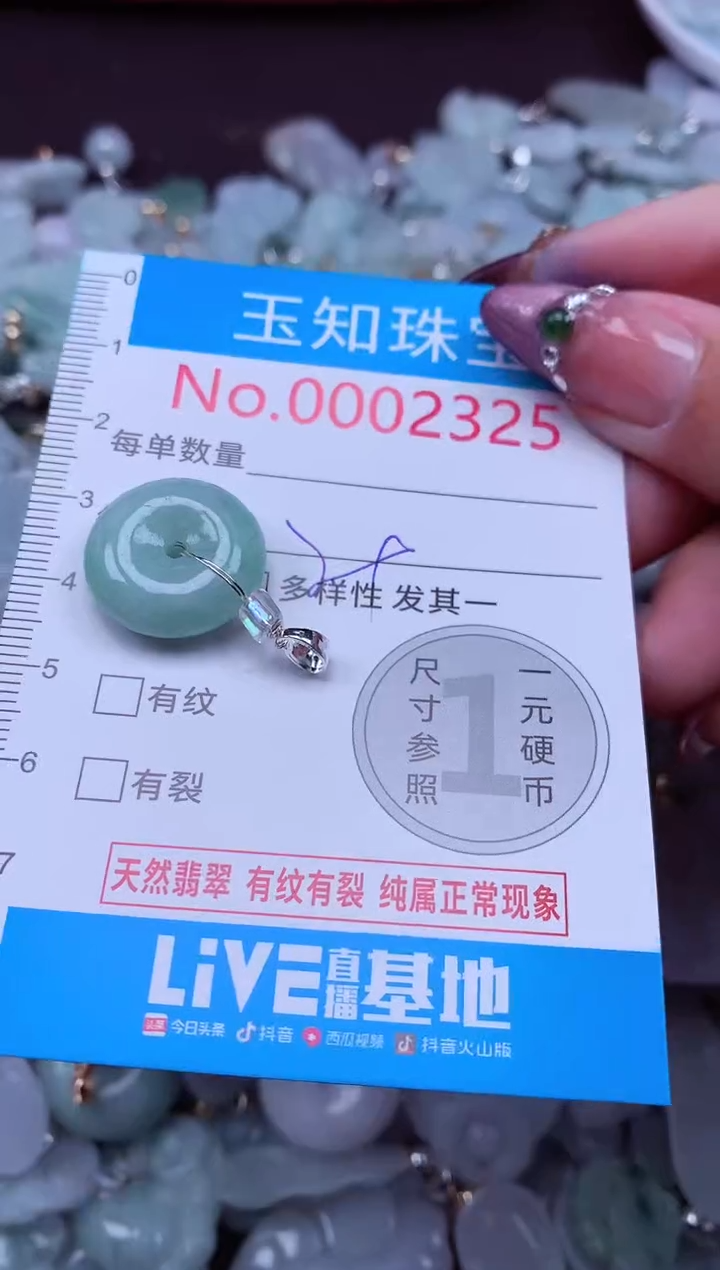 玉知珠宝
No.0002325
每单数量
多样性 发其一
有纹
有裂
尺寸参照
一元硬币
1
天然翡翠 有纹有裂 纯属正常现象
LiVE直播基地
头条 今日头条 抖音 西瓜视频 抖音火山版
0
1
2
3
4
5
6
7